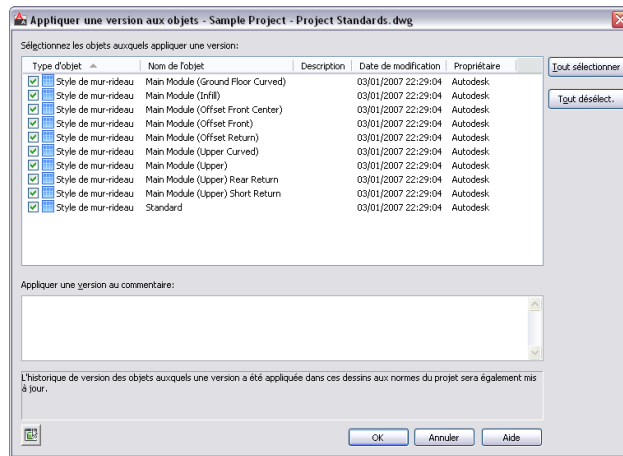 Appliquer une version aux objets - Sample Project - Project Standards.dwg
Sélectionnez les objets auxquels appliquer une version:
Type d'objet Nom de l'objet Description Date de modification Propriétaire
Style de mur-rideau Main Module (Ground Floor Curved) 03/01/2007 22:29:04 Autodesk
Style de mur-rideau Main Module (Infill) 03/01/2007 22:29:04 Autodesk
Style de mur-rideau Main Module (Offset Front Center) 03/01/2007 22:29:04 Autodesk
Style de mur-rideau Main Module (Offset Front) 03/01/2007 22:29:04 Autodesk
Style de mur-rideau Main Module (Offset Return) 03/01/2007 22:29:04 Autodesk
Style de mur-rideau Main Module (Upper Curved) 03/01/2007 22:29:04 Autodesk
Style de mur-rideau Main Module (Upper) 03/01/2007 22:29:04 Autodesk
Style de mur-rideau Main Module (Upper) Rear Return 03/01/2007 22:29:04 Autodesk
Style de mur-rideau Main Module (Upper) Short Return 03/01/2007 22:29:04 Autodesk
Style de mur-rideau Standard 03/01/2007 22:29:04 Autodesk
Tout sélectionner
Tout désélect.
Appliquer une version au commentaire:
L'historique de version des objets auxquels une version a été appliquée dans ces dessins aux normes du projet sera également mis
à jour.
OK Annuler Aide